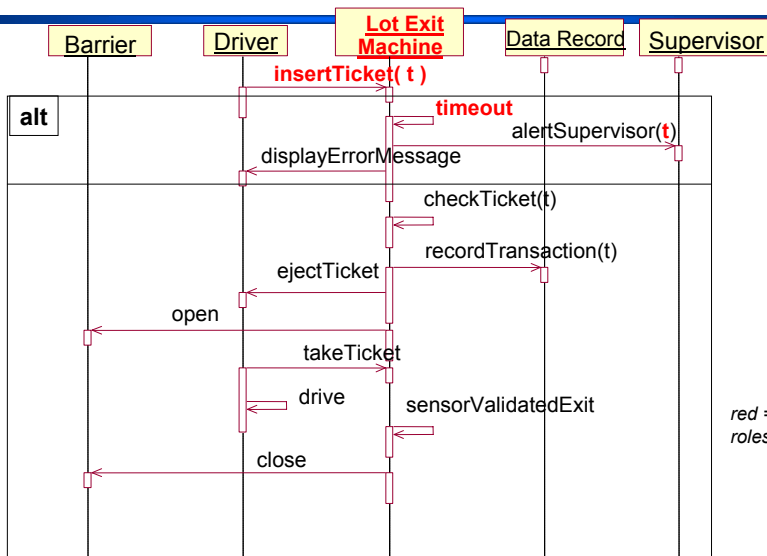 Barrier
Driver
Lot Exit
Machine
Data Record
Supervisor
insertTicket( t )
alt
timeout
alertSupervisor(t)
displayErrorMessage
checkTicket(t)
recordTransaction(t)
ejectTicket
open
takeTicket
drive
sensorValidatedExit
red =
roles
close